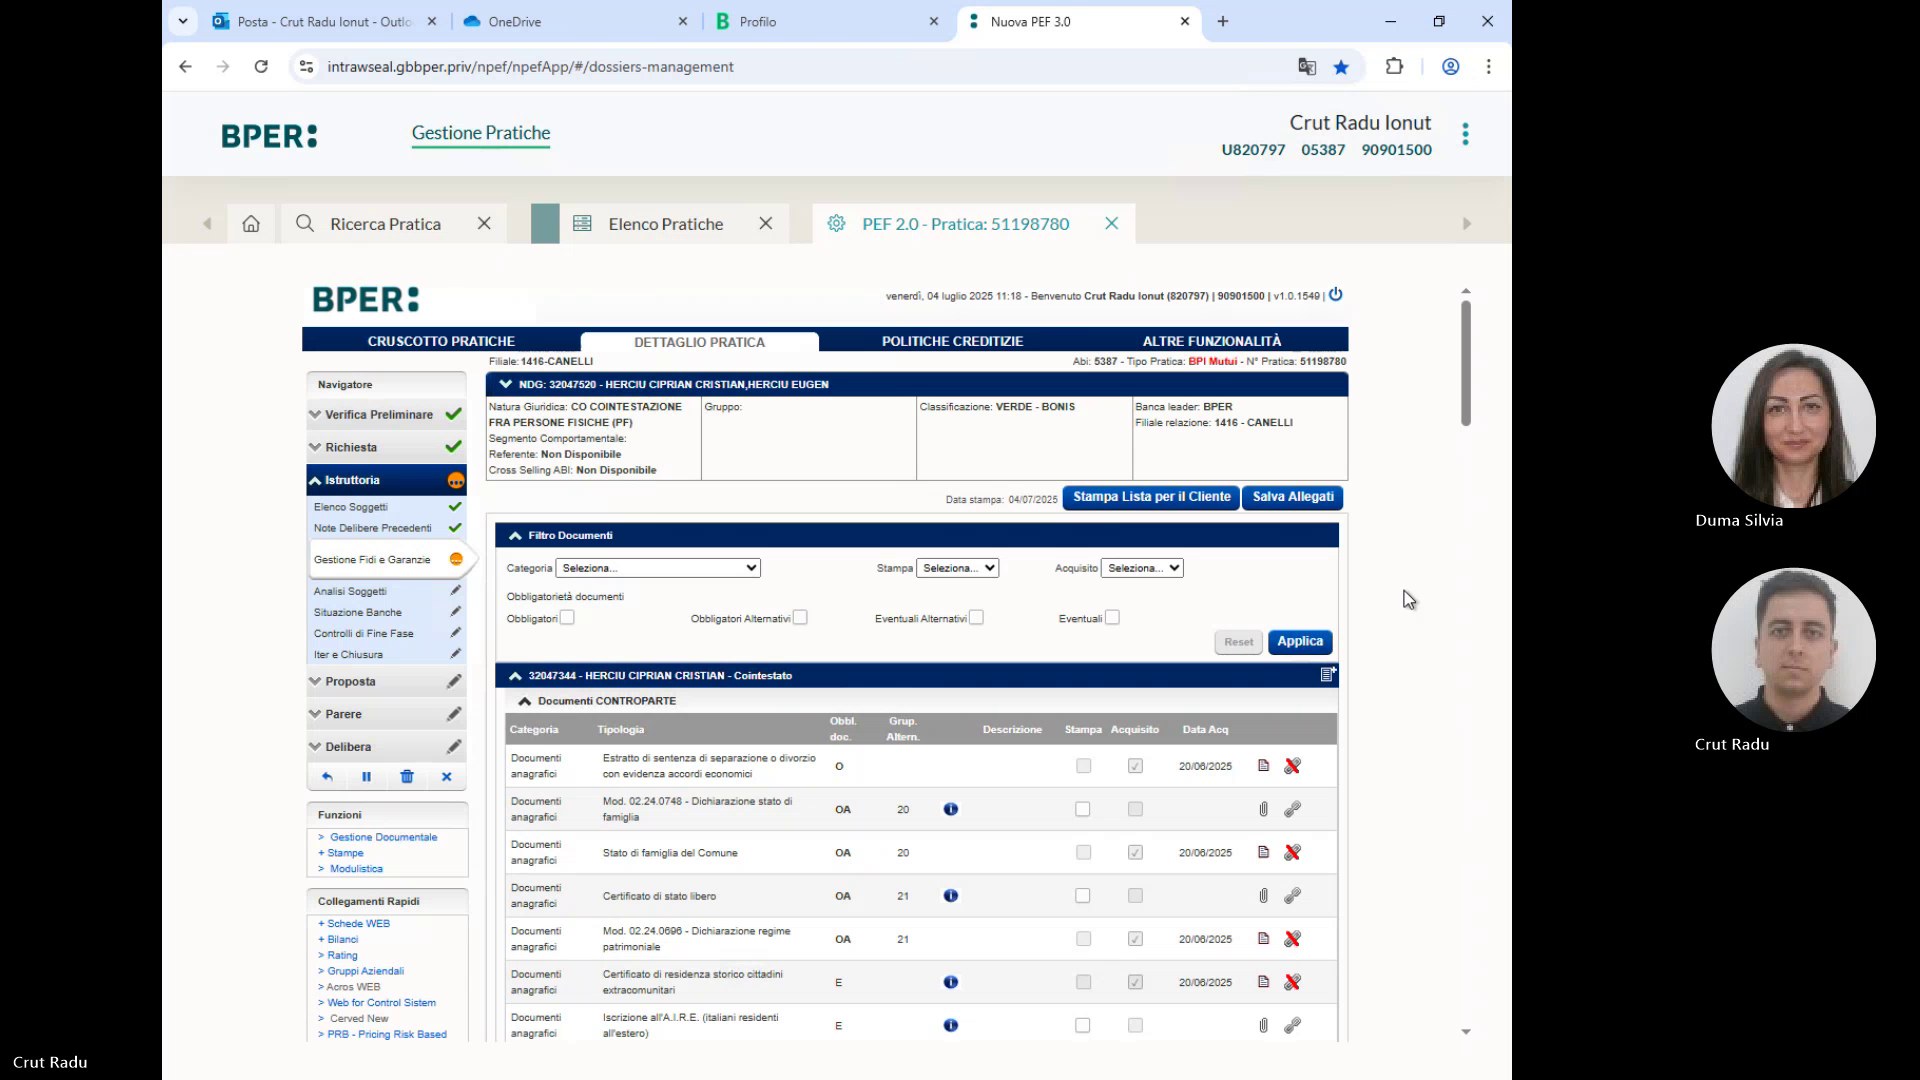 Posta - Crut Radu Ionut - Outlo
OneDrive
Profilo
Nuova PEF 3.0
intrawseal.gbbper.priv/npef/npefApp/#/dossiers-management
BPER:
Gestione Pratiche
Crut Radu Ionut
U820797 05387 90901500
Ricerca Pratica
Elenco Pratiche
PEF 2.0 - Pratica: 51198780
BPER:
venerdì, 04 luglio 2025 11:18 - Benvenuto Crut Radu Ionut (820797) | 90901500 | v1.0.1549 |
CRUSCOTTO PRATICHE
DETTAGLIO PRATICA
POLITICHE CREDITIZIE
ALTRE FUNZIONALITÀ
Filiale: 1416-CANELLI
Abi: 5387 - Tipo Pratica: BPI Mutui - N° Pratica: 51198780
Navigatore
Verifica Preliminare
Richiesta
Istruttoria
Elenco Soggetti
Note Delibere Precedenti
Gestione Fidi e Garanzie
Analisi Soggetti
Situazione Banche
Controlli di Fine Fase
Iter e Chiusura
Proposta
Parere
Delibera
Funzioni
> Gestione Documentale
+ Stampe
> Modulistica
Collegamenti Rapidi
+ Schede WEB
+ Bilanci
> Rating
> Gruppi Aziendali
> Acros WEB
> Web for Control Sistem
> Cerved New
> PRB - Pricing Risk Based
NDG: 32047520 - HERCIU CIPRIAN CRISTIAN,HERCIU EUGEN
Natura Giuridica: CO COINTESTAZIONE
FRA PERSONE FISICHE (PF)
Segmento Comportamentale:
Referente: Non Disponibile
Cross Selling ABI: Non Disponibile
Gruppo:
Classificazione: VERDE - BONIS
Banca leader: BPER
Filiale relazione: 1416 - CANELLI
Data stampa: 04/07/2025
Stampa Lista per il Cliente
Salva Allegati
Filtro Documenti
Categoria Seleziona...
Stampa Seleziona...
Acquisito Seleziona...
Obbligatorietà documenti
Obbligatori
Obbligatori Alternativi
Eventuali Alternativi
Eventuali
Reset
Applica
32047344 - HERCIU CIPRIAN CRISTIAN - Cointestato
Documenti CONTROPARTE
Categoria Tipologia Obbl. doc. Grup. Altern. Descrizione Stampa Acquisito Data Acq
Documenti anagrafici Estratto di sentenza di separazione o divorzio con evidenza accordi economici O 20/06/2025
Documenti anagrafici Mod. 02.24.0748 - Dichiarazione stato di famiglia OA 20
Documenti anagrafici Stato di famiglia del Comune OA 20 20/06/2025
Documenti anagrafici Certificato di stato libero OA 21
Documenti anagrafici Mod. 02.24.0696 - Dichiarazione regime patrimoniale OA 21 20/06/2025
Documenti anagrafici Certificato di residenza storico cittadini extracomunitari E 20/06/2025
Documenti anagrafici Iscrizione all'A.I.R.E. (italiani residenti all'estero) E
Duma Silvia
Crut Radu
Crut Radu